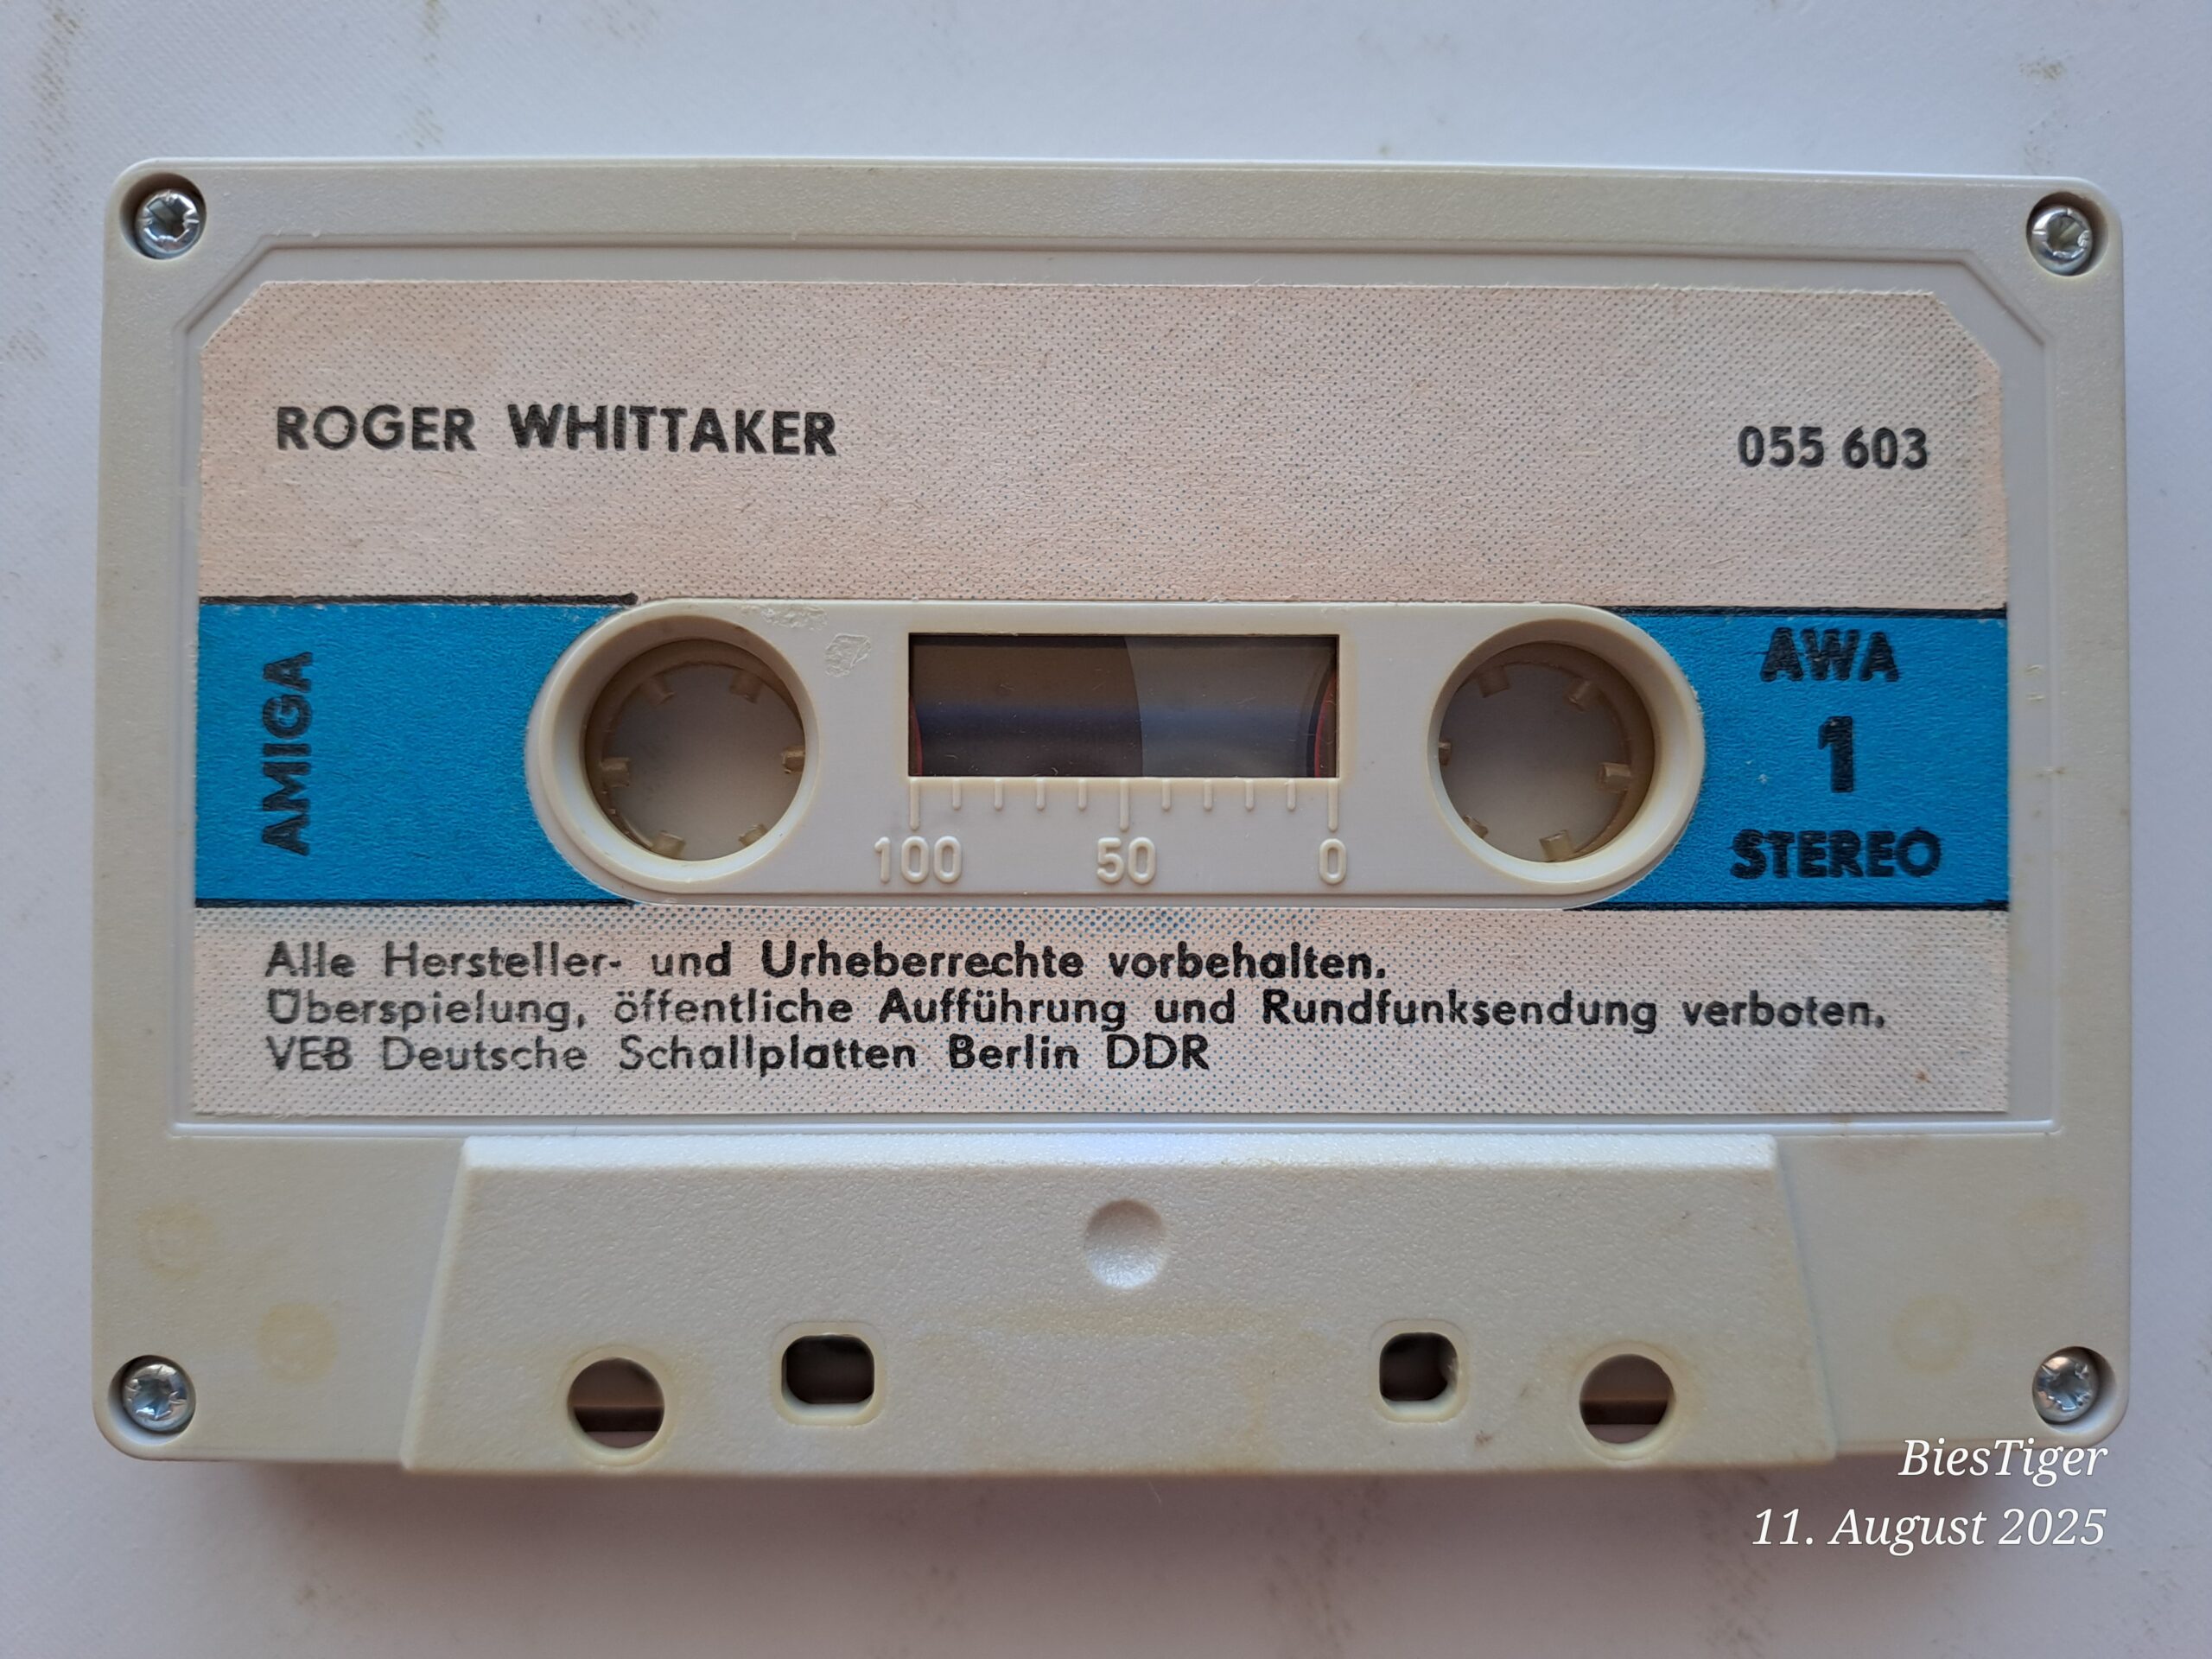 ROGER WHITTAKER
055 603
AMIGA
AWA
1
STEREO
100 50 0
Alle Hersteller- und Urheberrechte vorbehalten.
Überspielung, öffentliche Aufführung und Rundfunksendung verboten.
VEB Deutsche Schallplatten Berlin DDR
BiesTiger
11. August 2025